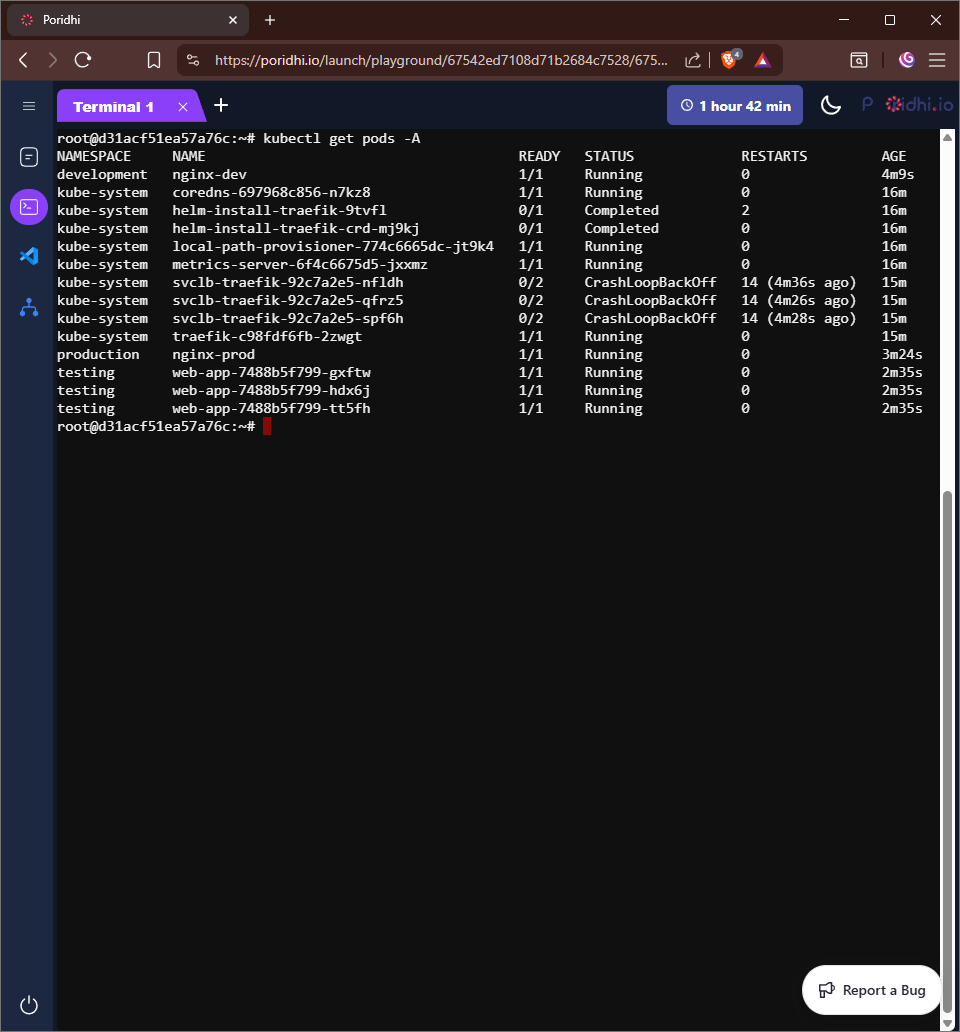 Poridhi
https://poridhi.io/launch/playground/67542ed7108d71b2684c7528/675...
4
Terminal 1
1 hour 42 min
P
ridhi.io
root@d31acf51ea57a76c:~# kubectl get pods -A
NAMESPACE NAME READY STATUS RESTARTS AGE
development nginx-dev 1/1 Running 0 4m9s
kube-system coredns-697968c856-n7kz8 1/1 Running 0 16m
kube-system helm-install-traefik-9tvfl 0/1 Completed 2 16m
kube-system helm-install-traefik-crd-mj9kj 0/1 Completed 0 16m
kube-system local-path-provisioner-774c6665dc-jt9k4 1/1 Running 0 16m
kube-system metrics-server-6f4c6675d5-jxxmz 1/1 Running 0 16m
kube-system svclb-traefik-92c7a2e5-nfldh 0/2 CrashLoopBackOff 14 (4m36s ago) 15m
kube-system svclb-traefik-92c7a2e5-qfrz5 0/2 CrashLoopBackOff 14 (4m26s ago) 15m
kube-system svclb-traefik-92c7a2e5-spf6h 0/2 CrashLoopBackOff 14 (4m28s ago) 15m
kube-system traefik-c98fdf6fb-2zwgt 1/1 Running 0 15m
production nginx-prod 1/1 Running 0 3m24s
testing web-app-7488b5f799-gxftw 1/1 Running 0 2m35s
testing web-app-7488b5f799-hdx6j 1/1 Running 0 2m35s
testing web-app-7488b5f799-tt5fh 1/1 Running 0 2m35s
root@d31acf51ea57a76c:~#
Report a Bug